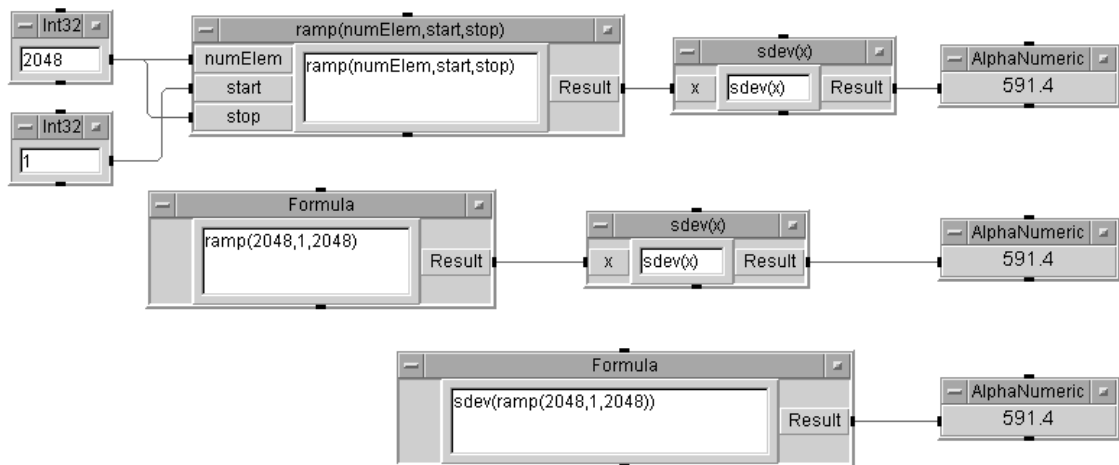 Int32
2048
Int32
1
ramp(numElem,start,stop)
numElem
start
stop
ramp(numElem,start,stop)
Result
sdev(x)
x
sdev(x)
Result
AlphaNumeric
591.4
Formula
ramp(2048,1,2048)
Result
sdev(x)
x
sdev(x)
Result
AlphaNumeric
591.4
Formula
sdev(ramp(2048,1,2048))
Result
AlphaNumeric
591.4